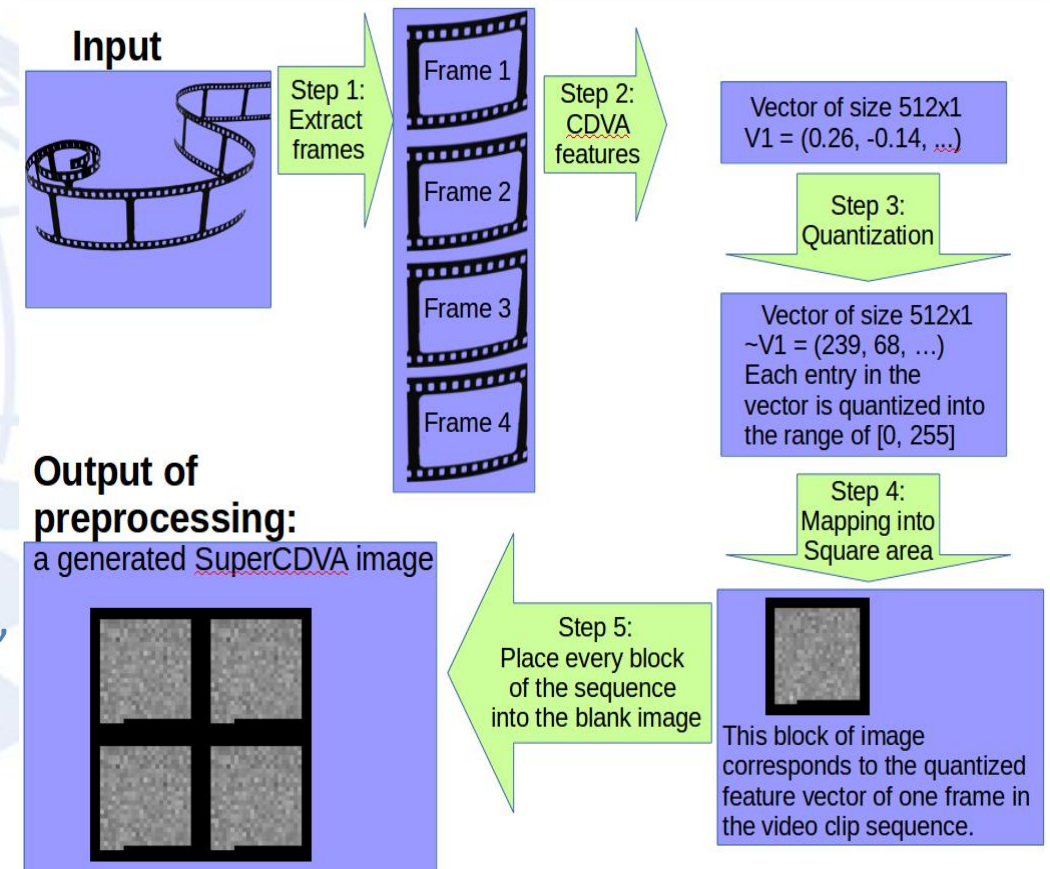 Input
Step 1:
Extract
frames
Frame 1
Frame 2
Frame 3
Frame 4
Step 2:
CDVA
features
Vector of size 512x1
V1 = (0.26, -0.14, ...)
Step 3:
Quantization
Vector of size 512x1
~V1 = (239, 68, …)
Each entry in the
vector is quantized into
the range of [0, 255]
Step 4:
Mapping into
Square area
This block of image
corresponds to the quantized
feature vector of one frame in
the video clip sequence.
Step 5:
Place every block
of the sequence
into the blank image
Output of
preprocessing:
a generated SuperCDVA image